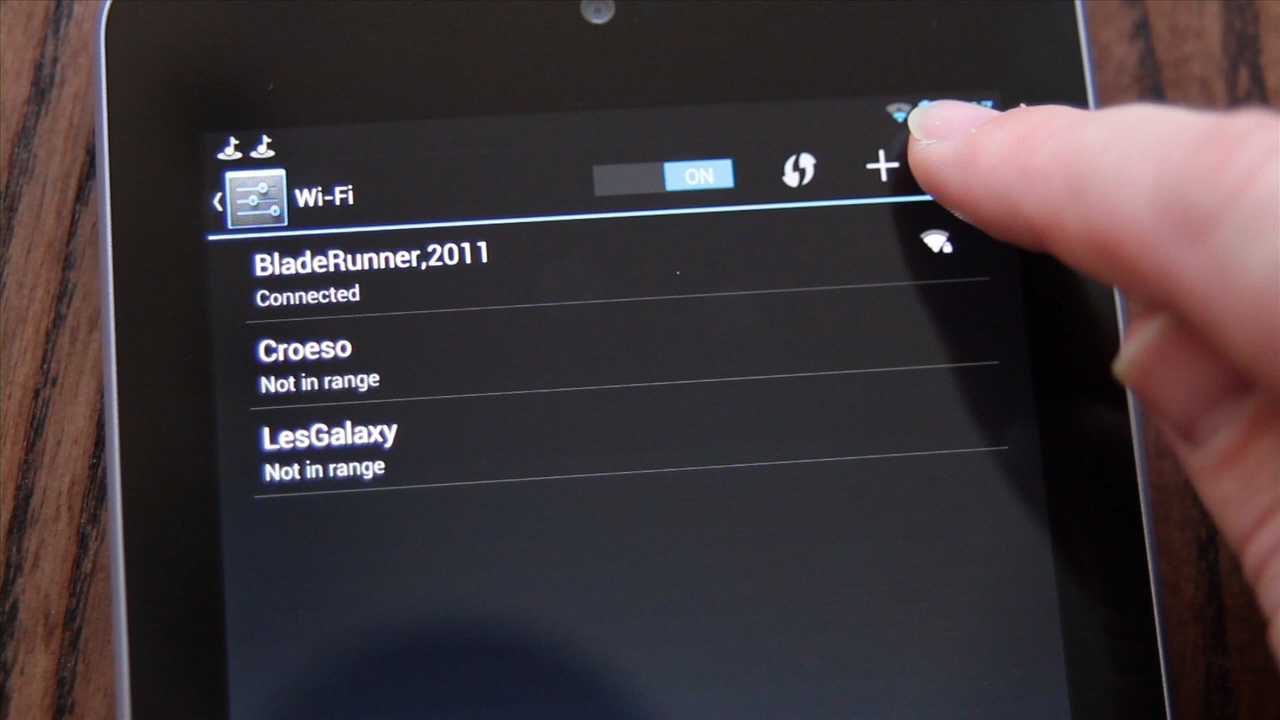 Wi-Fi
ON
BladeRunner,2011
Connected
Croeso
Not in range
LesGalaxy
Not in range